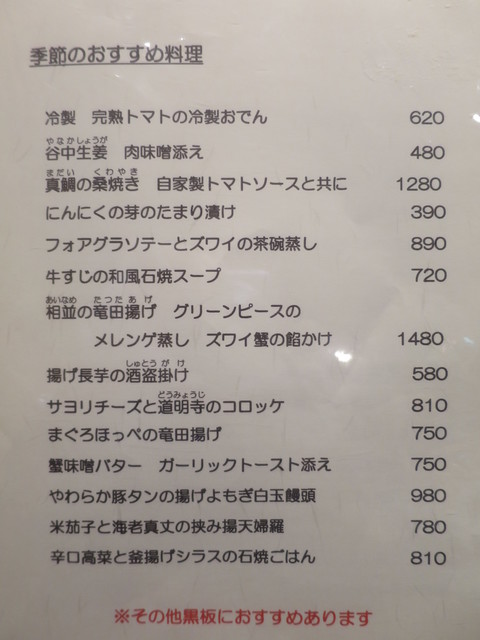 季節のおすすめ料理
冷製　完熟トマトの冷製おでん　620
やなかしょうが
谷中生姜　肉味噌添え　480
まだい　くわやき
真鯛の桑焼き　自家製トマトソースと共に　1280
にんにくの芽のたまり漬け　390
フォアグラソテーとズワイの茶碗蒸し　890
牛すじの和風石焼スープ　720
あいなめ　たつたあげ
相並の竜田揚げ　グリーンピースの
メレンゲ蒸し　ズワイ蟹の餡かけ　1480
しゅとうがけ
揚げ長芋の酒盗掛け　580
どうみょうじ
サヨリチーズと道明寺のコロッケ　810
まぐろほっぺの竜田揚げ　750
蟹味噌バター　ガーリックトースト添え　750
やわらか豚タンの揚げよもぎ白玉饅頭　980
米茄子と海老真丈の挟み揚天婦羅　780
辛口高菜と釜揚げシラスの石焼ごはん　810
※その他黒板におすすめあります